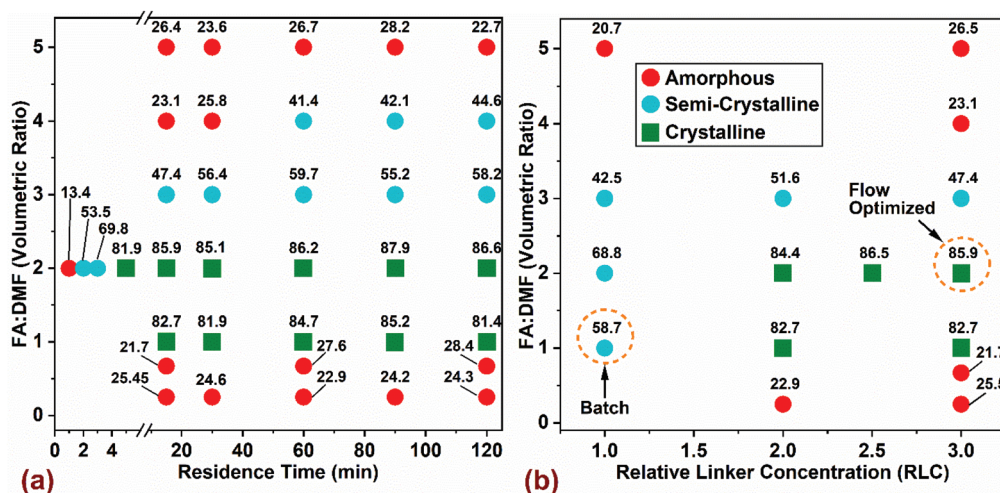 26.4 23.6 26.7 28.2 22.7
5
23.1 25.8 41.4 42.1 44.6
4
47.4 56.4 59.7 55.2 58.2
3
13.4
53.5
69.8
81.9 85.9 85.1 86.2 87.9 86.6
2
82.7 81.9 84.7 85.2 81.4
1
21.7 27.6 28.4
25.45 24.6 22.9 24.2 24.3
0
FA:DMF (Volumetric Ratio)
0 2 4 20 40 60 80 100 120
Residence Time (min)
(a)
20.7 26.5
5
Amorphous
Semi-Crystalline
Crystalline
23.1
4
42.5 51.6 47.4
3
Flow
Optimized
68.8 84.4 86.5 85.9
2
58.7 82.7 82.7
1
21.7
22.9 25.5
Batch
0
FA:DMF (Volumetric Ratio)
1.0 1.5 2.0 2.5 3.0
Relative Linker Concentration (RLC)
(b)